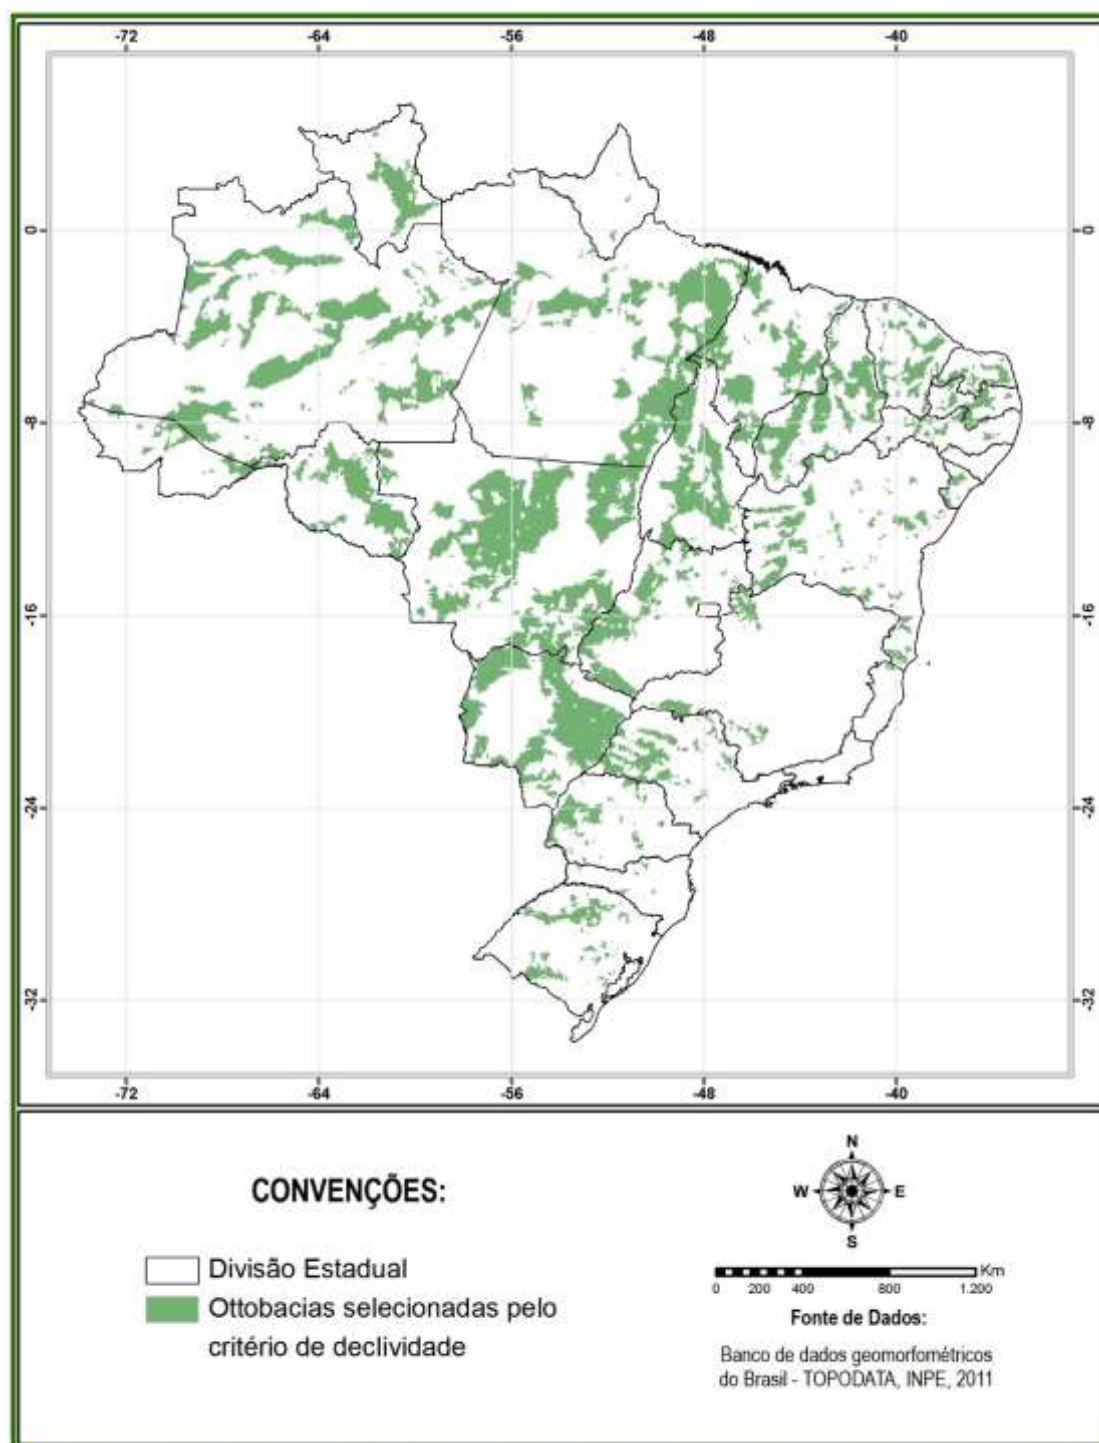 -72 -64 -56 -48 -40
0 0
-8 -8
-16 -16
-24 -24
-32 -32
-72 -64 -56 -48 -40
CONVENÇÕES:
Divisão Estadual
Ottobacias selecionadas pelo
critério de declividade
N
W E
S
Km
0 200 400 800 1.200
Fonte de Dados:
Banco de dados geomorfométricos
do Brasil - TOPODATA, INPE, 2011